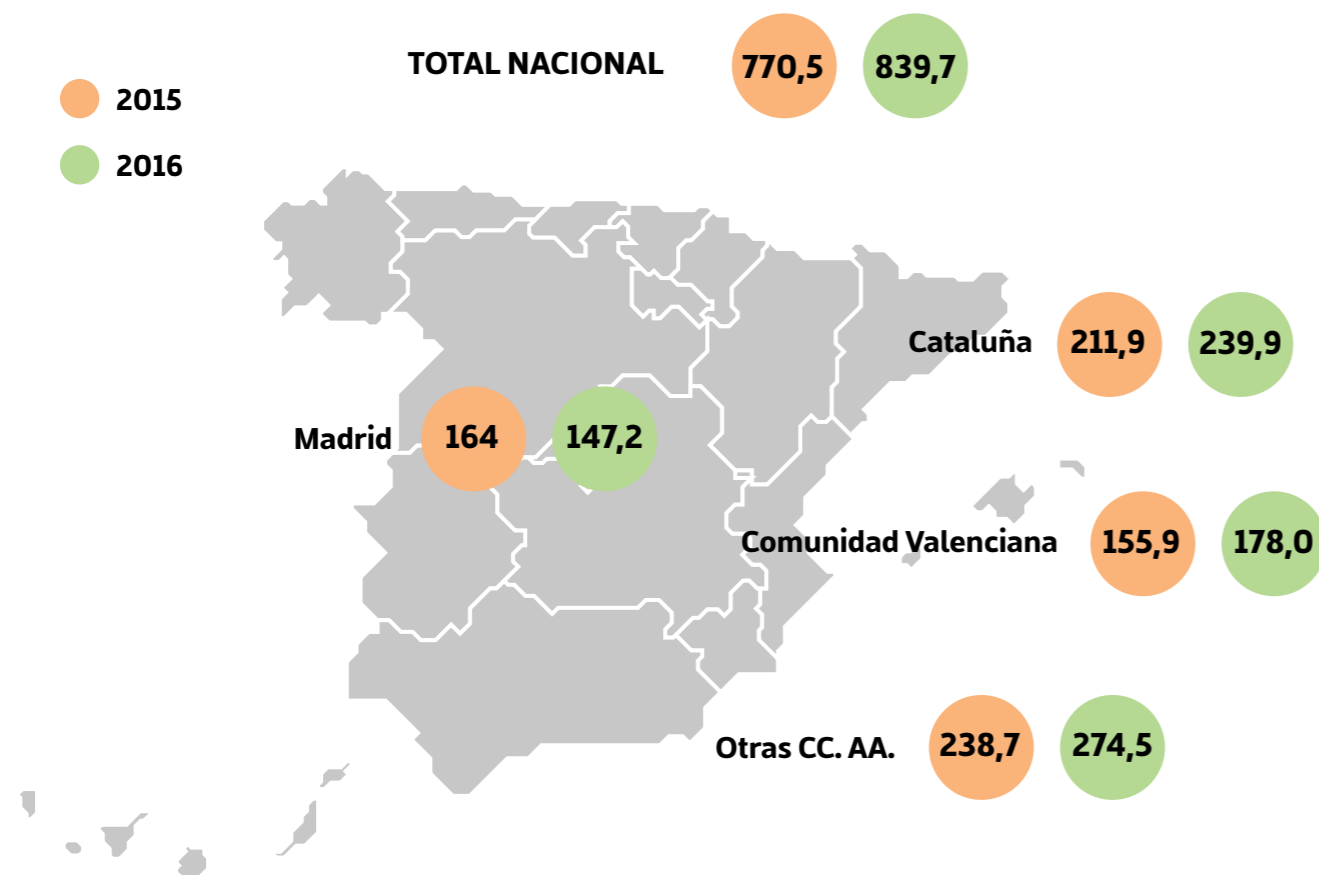 TOTAL NACIONAL 770,5 839,7
2015
2016
Cataluña 211,9 239,9
Madrid 164 147,2
Comunidad Valenciana 155,9 178,0
Otras CC. AA. 238,7 274,5